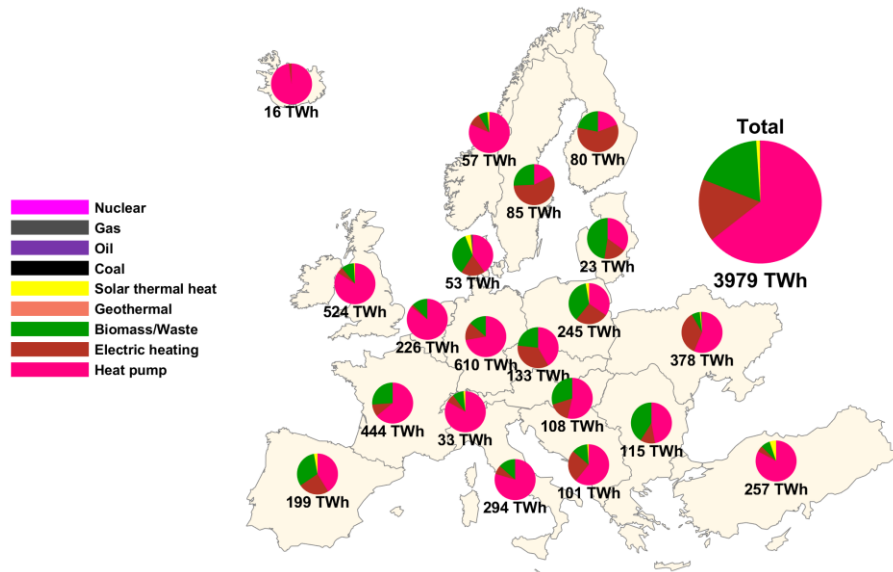 16 TWh
57 TWh
80 TWh
Total
85 TWh
Nuclear
Gas
Oil
Coal
Solar thermal heat
Geothermal
Biomass/Waste
Electric heating
Heat pump
53 TWh
23 TWh
3979 TWh
524 TWh
226 TWh
610 TWh
133 TWh
245 TWh
378 TWh
444 TWh
33 TWh
108 TWh
115 TWh
199 TWh
294 TWh
101 TWh
257 TWh